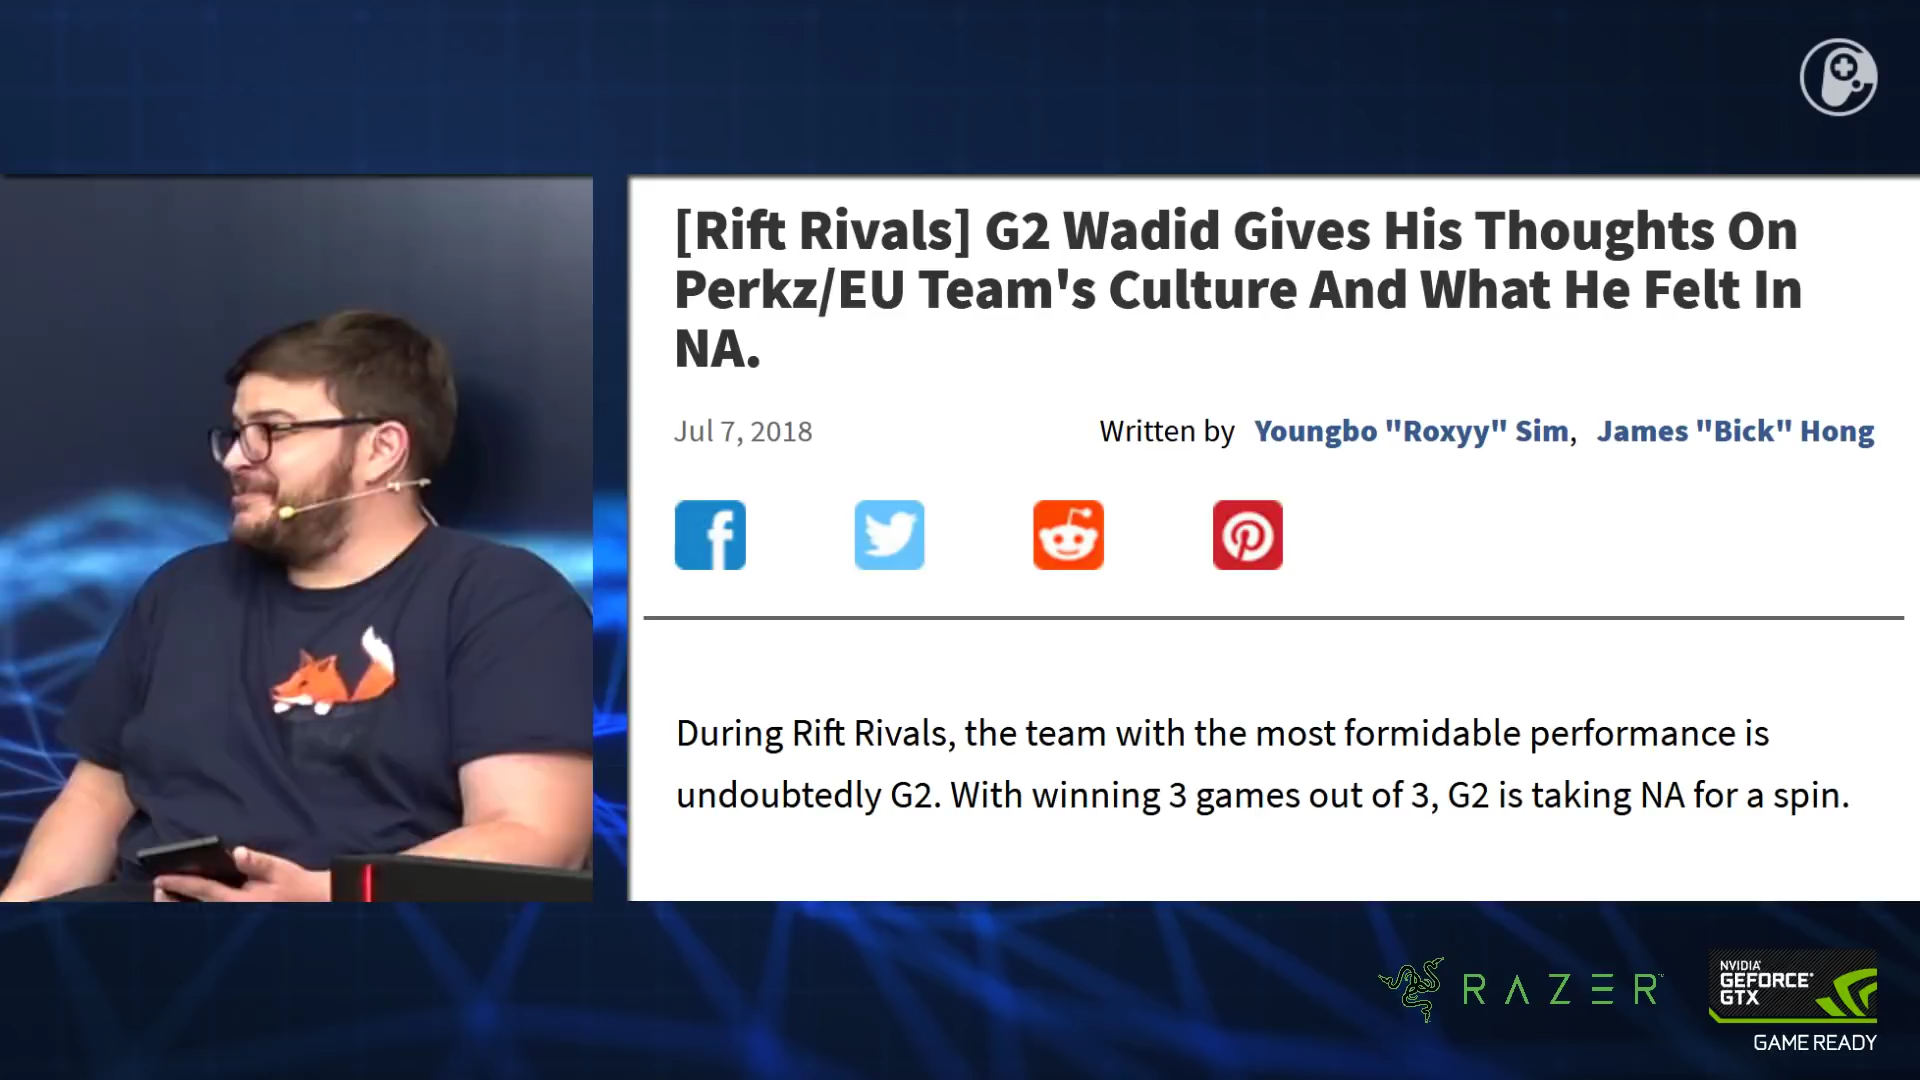 [Rift Rivals] G2 Wadid Gives His Thoughts On
Perkz/EU Team's Culture And What He Felt In
NA.
Jul 7, 2018
Written by Youngbo "Roxyy" Sim, James "Bick" Hong
During Rift Rivals, the team with the most formidable performance is
undoubtedly G2. With winning 3 games out of 3, G2 is taking NA for a spin.
RAZER
NVIDIA
GEFORCE
GTX
GAME READY